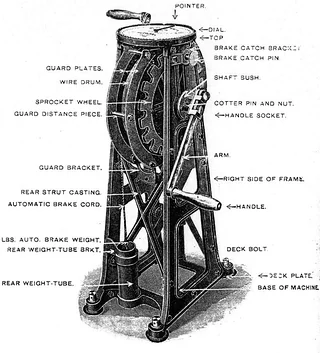 POINTER.
DIAL.
TOP
BRAKE CATCH BRACKET
BRAKE CATCH PIN
GUARD PLATES.
WIRE DRUM.
SHAFT BUSH.
SPROCKET WHEEL
COTTER PIN AND NUT.
GUARD DISTANCE PIECE.
HANDLE SOCKET.
ARM.
GUARD BRACKET.
RIGHT SIDE OF FRAME.
REAR STRUT CASTING.
AUTOMATIC BRAKE CORD.
HANDLE.
LBS. AUTO. BRAKE WEIGHT.
REAR WEIGHT-TUBE BRKT.
DECK BOLT
DECK PLATE
REAR WEIGHT-TUBE.
BASE OF MACHINE